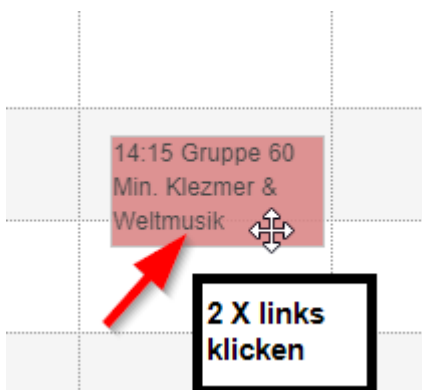 14:15 Gruppe 60
Min. Klezmer &
Weltmusik
2 X links
klicken